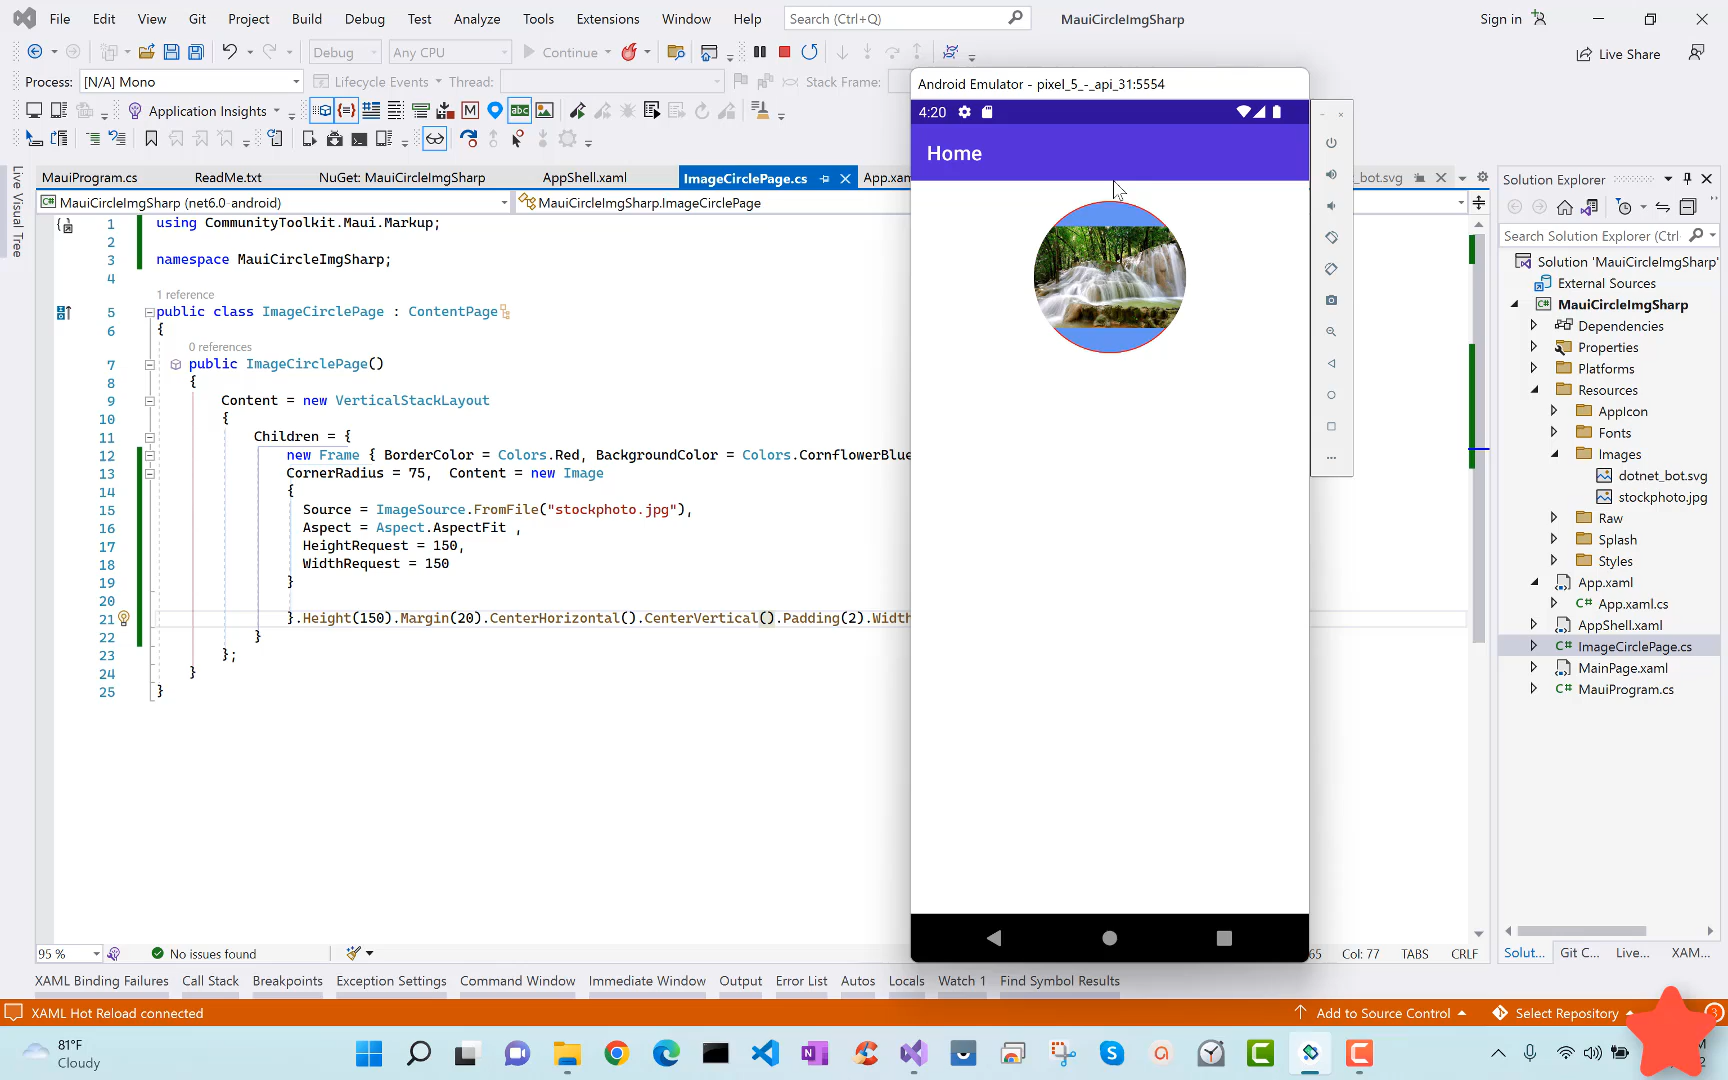 File Edit View Git Project Build Debug Test Analyze Tools Extensions Window Help Search (Ctrl+Q) MauiCircleImgSharp Sign in
Debug Any CPU Continue Live Share
Process: [N/A] Mono Lifecycle Events Thread: Stack Frame:
Application Insights
Live Visual Tree
MauiProgram.cs ReadMe.txt NuGet: MauiCircleImgSharp AppShell.xaml ImageCirclePage.cs App.xam _bot.svg
MauiCircleImgSharp (net6.0-android) MauiCircleImgSharp.ImageCirclePage
1 using CommunityToolkit.Maui.Markup;
2
3 namespace MauiCircleImgSharp;
4
1 reference
5 public class ImageCirclePage : ContentPage
6 {
0 references
7 public ImageCirclePage()
8 {
9 Content = new VerticalStackLayout
10 {
11 Children = {
12 new Frame { BorderColor = Colors.Red, BackgroundColor = Colors.CornflowerBlue
13 CornerRadius = 75, Content = new Image
14 {
15 Source = ImageSource.FromFile("stockphoto.jpg"),
16 Aspect = Aspect.AspectFit ,
17 HeightRequest = 150,
18 WidthRequest = 150
19 }
20
21 }.Height(150).Margin(20).CenterHorizontal().CenterVertical().Padding(2).Width
22 }
23 };
24 }
25 }
Android Emulator - pixel_5_-_api_31:5554
4:20
Home
Solution Explorer
Search Solution Explorer (Ctrl
Solution 'MauiCircleImgSharp'
External Sources
MauiCircleImgSharp
Dependencies
Properties
Platforms
Resources
AppIcon
Fonts
Images
dotnet_bot.svg
stockphoto.jpg
Raw
Splash
Styles
App.xaml
App.xaml.cs
AppShell.xaml
ImageCirclePage.cs
MainPage.xaml
MauiProgram.cs
Solut... Git C... Live... XAM...
95 % No issues found 65 Col: 77 TABS CRLF
XAML Binding Failures Call Stack Breakpoints Exception Settings Command Window Immediate Window Output Error List Autos Locals Watch 1 Find Symbol Results
XAML Hot Reload connected Add to Source Control Select Repository 3
81°F
Cloudy